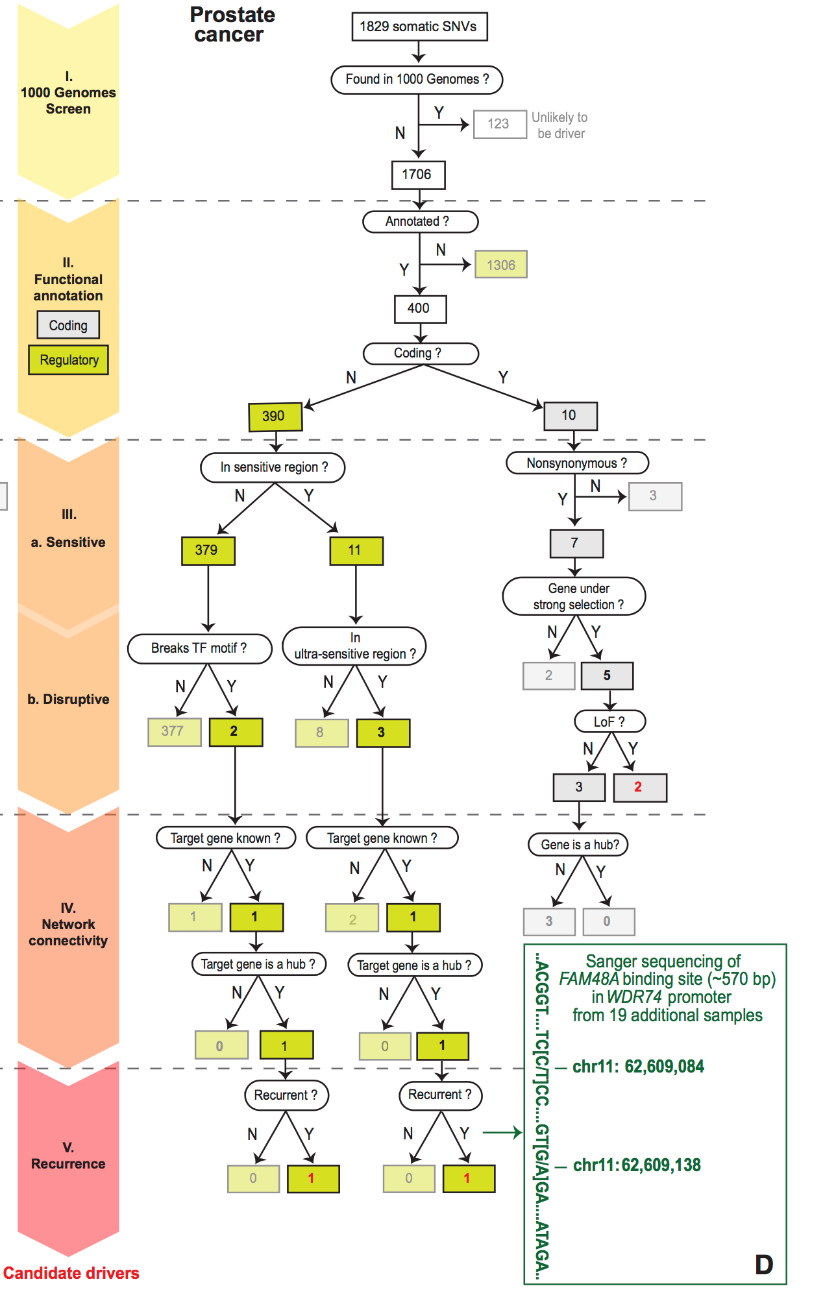 Prostate
cancer
1829 somatic SNVs
Found in 1000 Genomes ?
I.
1000 Genomes
Screen
Y
N
123
Unlikely to
be driver
1706
Annotated ?
II.
Functional
annotation
Coding
Regulatory
N
Y
1306
400
Coding ?
N
Y
390
10
In sensitive region ?
Nonsynonymous ?
N
Y
N
Y
3
III.
a. Sensitive
379
11
7
Gene under
strong selection ?
Breaks TF motif ?
In
ultra-sensitive region ?
N
Y
N
Y
N
Y
b. Disruptive
2
5
377
2
8
3
LoF ?
N
Y
3
2
Target gene known ?
Target gene known ?
Gene is a hub?
N
Y
N
Y
N
Y
IV.
Network
connectivity
1
1
2
1
3
0
Target gene is a hub ?
Target gene is a hub ?
N
Y
N
Y
0
1
0
1
Recurrent ?
Recurrent ?
N
Y
N
Y
V.
Recurrence
0
1
0
1
Candidate drivers
Sanger sequencing of
FAM48A binding site (~570 bp)
in WDR74 promoter
from 19 additional samples
..ACGGT....TC[C/T]CC....GT[G/A]GA....ATAGA..
chr11: 62,609,084
chr11: 62,609,138
D